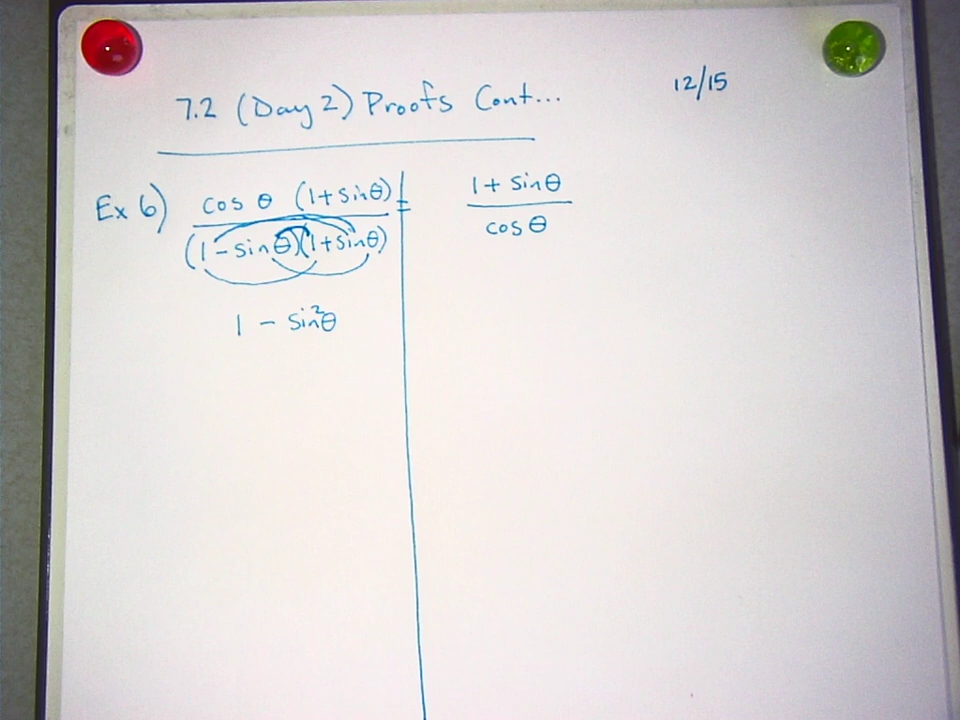 7.2 (Day 2) Proofs Cont...
12/15
Ex 6) cos θ (1+sinθ) = 1 + sinθ
(1-sinθ)(1+sinθ) cosθ
1 - sin²θ